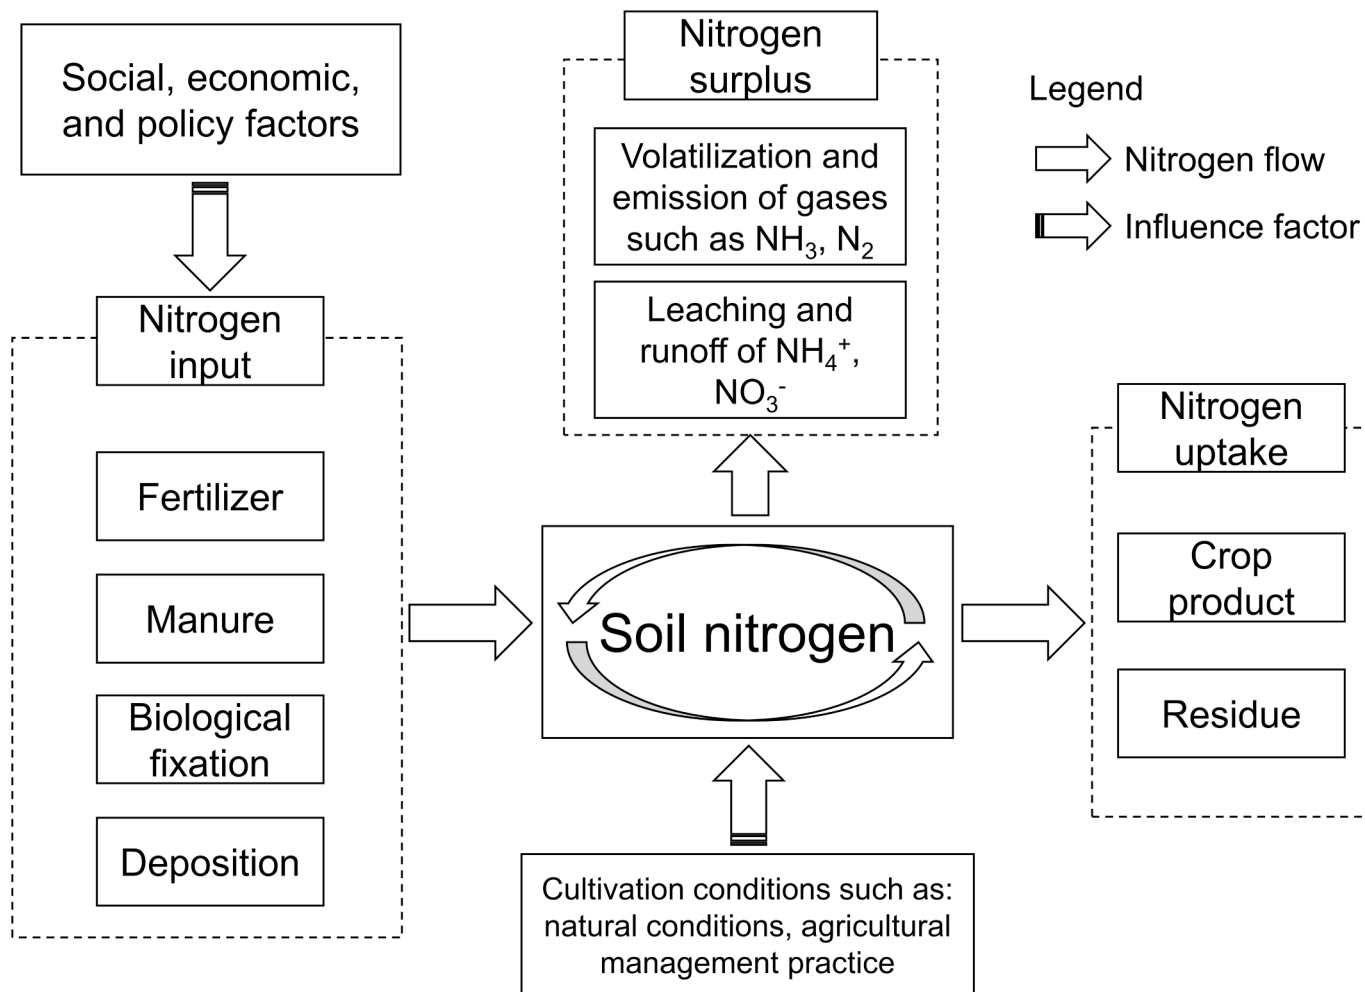 Social, economic,
and policy factors
Nitrogen
input
Fertilizer
Manure
Biological
fixation
Deposition
Nitrogen
surplus
Volatilization and
emission of gases
such as NH₃, N₂
Leaching and
runoff of NH₄⁺,
NO₃⁻
Soil nitrogen
Cultivation conditions such as:
natural conditions, agricultural
management practice
Legend
Nitrogen flow
Influence factor
Nitrogen
uptake
Crop
product
Residue